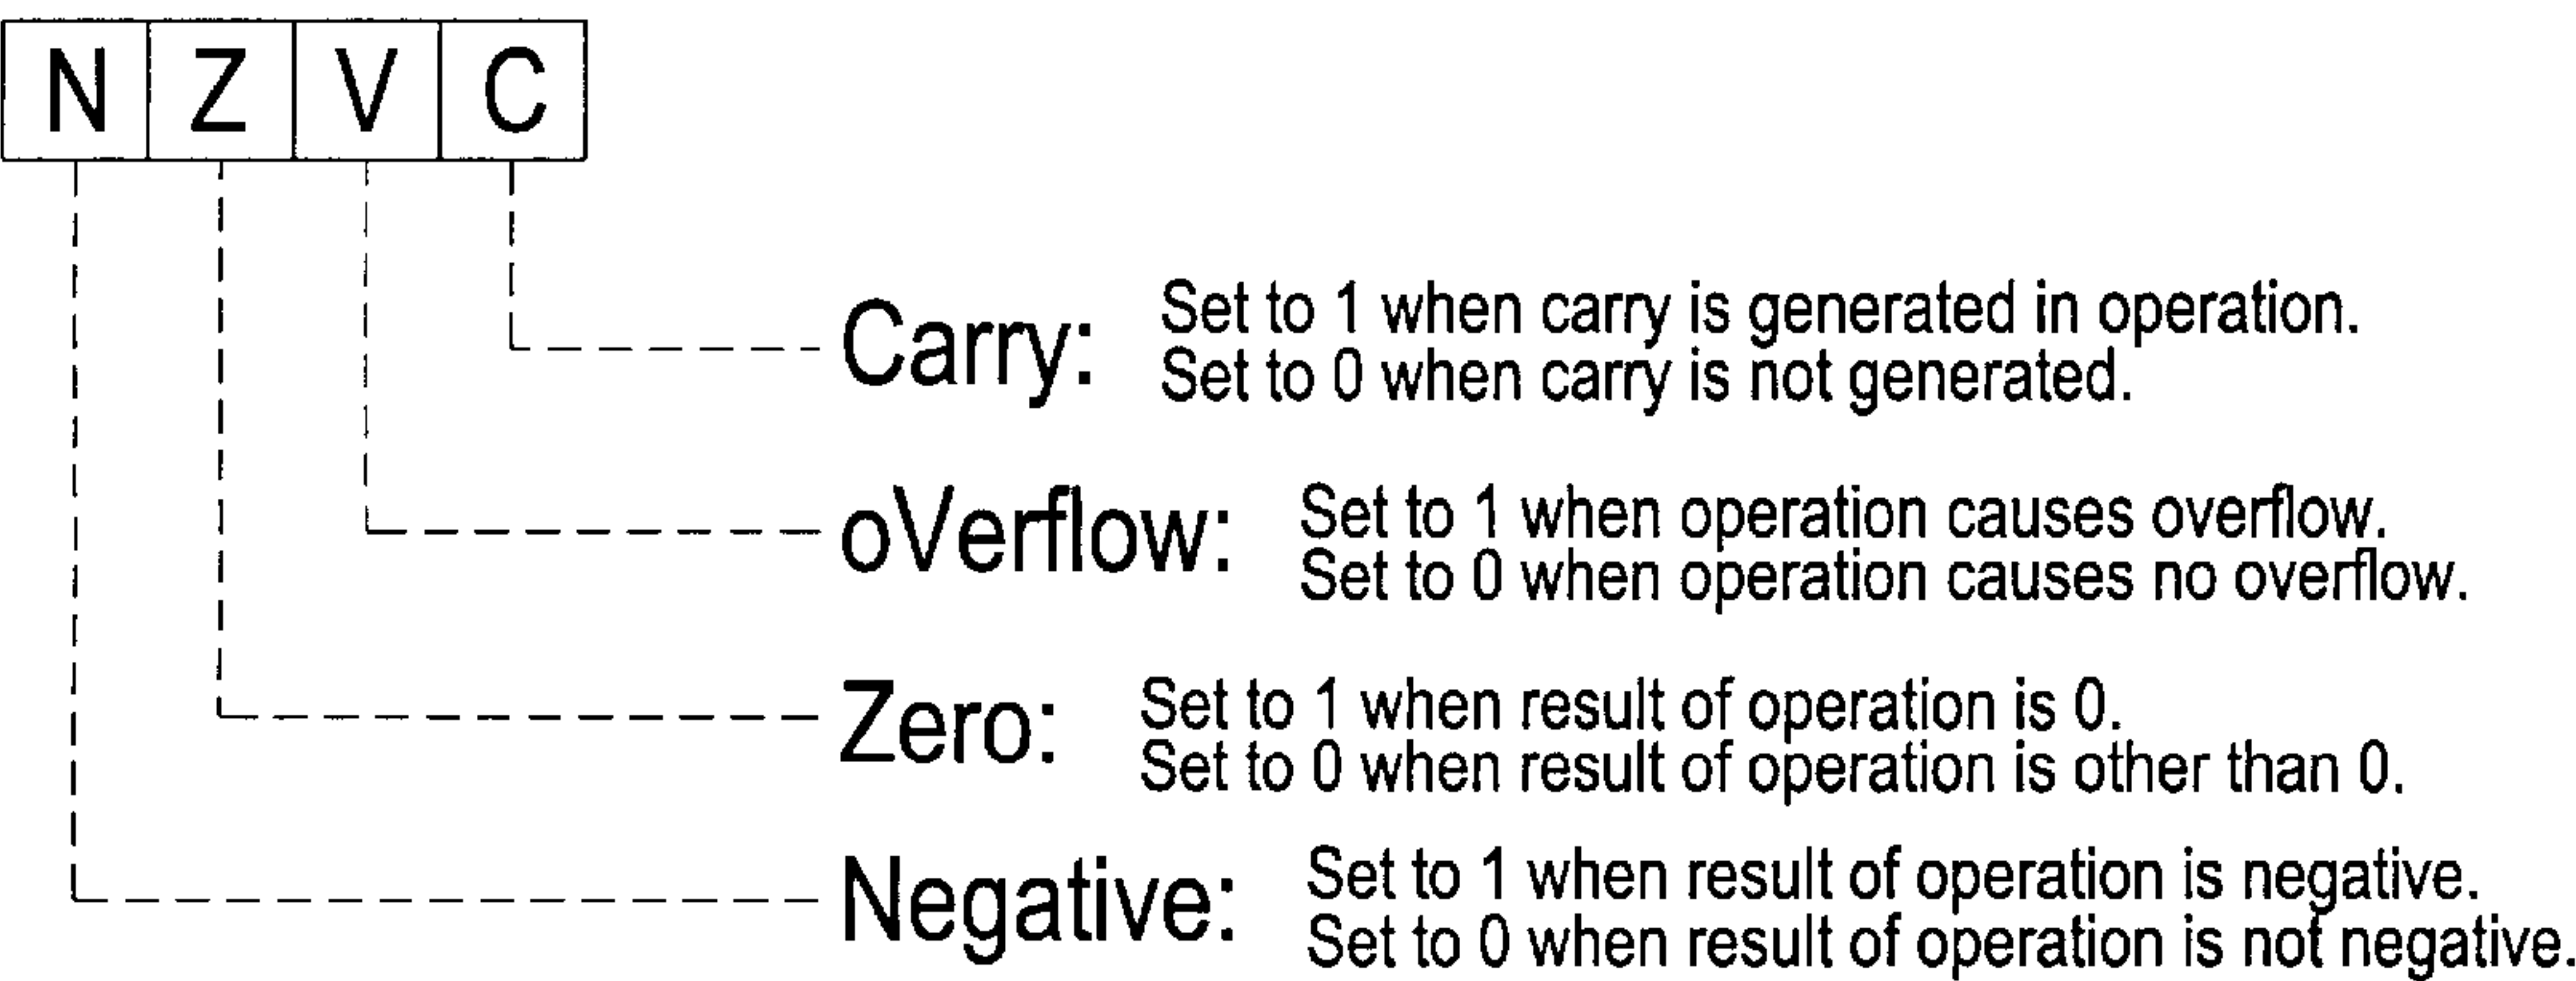 N Z V C
Carry: Set to 1 when carry is generated in operation.
Set to 0 when carry is not generated.
oVerflow: Set to 1 when operation causes overflow.
Set to 0 when operation causes no overflow.
Zero: Set to 1 when result of operation is 0.
Set to 0 when result of operation is other than 0.
Negative: Set to 1 when result of operation is negative.
Set to 0 when result of operation is not negative.